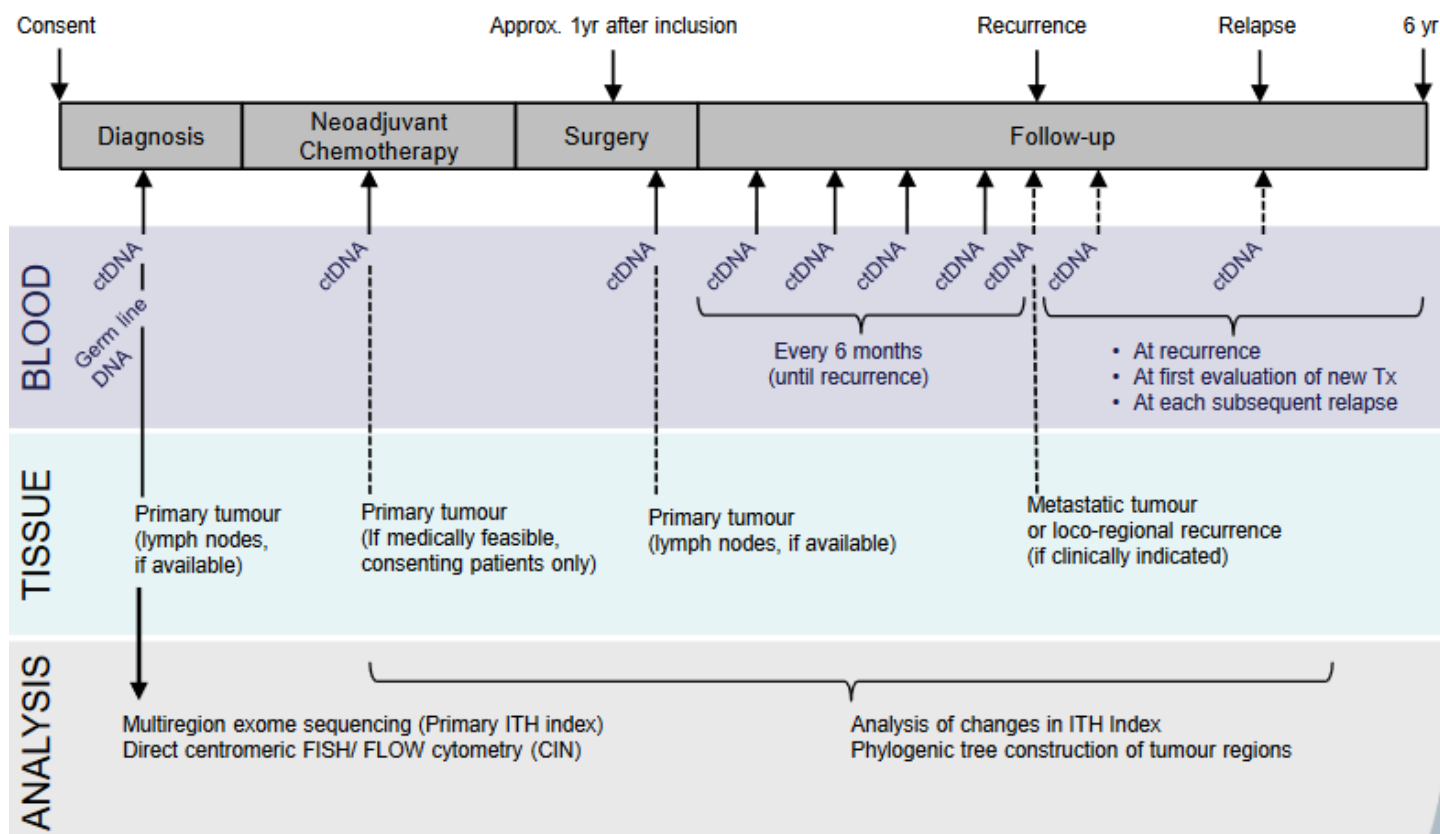 Consent
Approx. 1yr after inclusion
Recurrence
Relapse
6 yr
Diagnosis
Neoadjuvant
Chemotherapy
Surgery
Follow-up
BLOOD
ctDNA
Germ line
DNA
ctDNA
ctDNA
ctDNA
ctDNA
ctDNA
ctDNA
ctDNA
ctDNA
ctDNA
Every 6 months
(until recurrence)
• At recurrence
• At first evaluation of new Tx
• At each subsequent relapse
TISSUE
Primary tumour
(lymph nodes,
if available)
Primary tumour
(If medically feasible,
consenting patients only)
Primary tumour
(lymph nodes, if available)
Metastatic tumour
or loco-regional recurrence
(if clinically indicated)
ANALYSIS
Multiregion exome sequencing (Primary ITH index)
Direct centromeric FISH/ FLOW cytometry (CIN)
Analysis of changes in ITH Index
Phylogenic tree construction of tumour regions